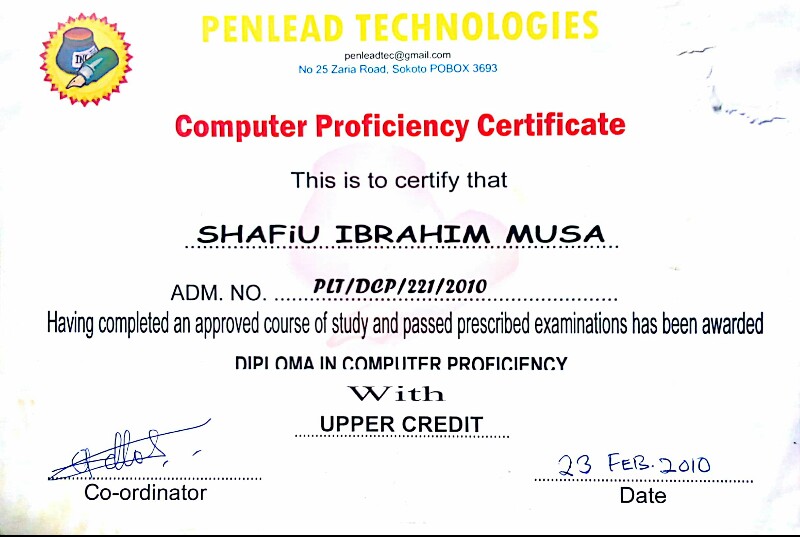 PENLEAD TECHNOLOGIES
penleadtec@gmail.com
No 25 Zaria Road, Sokoto POBOX 3693
INK
Computer Proficiency Certificate
This is to certify that
SHAFiU IBRAHIM MUSA
ADM. NO. PLT/DCP/221/2010
Having completed an approved course of study and passed prescribed examinations has been awarded
DIPLOMA IN COMPUTER PROFICIENCY
With
UPPER CREDIT
23 FEB. 2010
Co-ordinator
Date